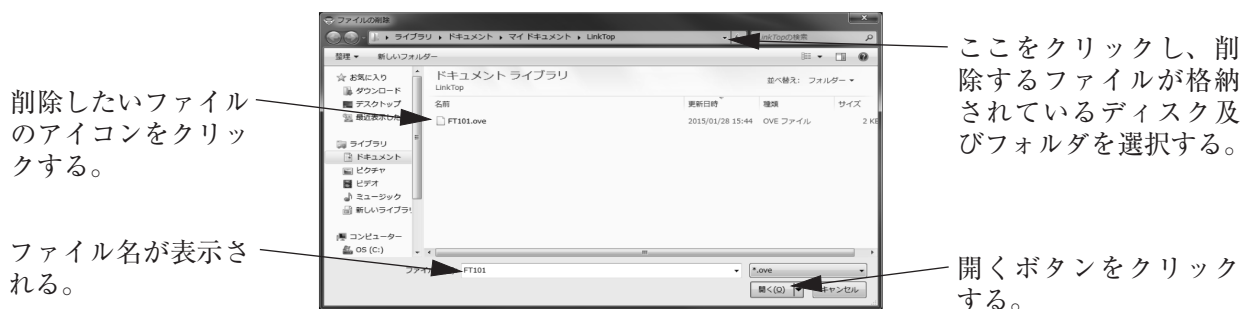 ファイルの削除
ライブラリ ▸ ドキュメント ▸ マイ ドキュメント ▸ LinkTop
LinkTopの検索
整理 新しいフォルダー
お気に入り
ダウンロード
デスクトップ
最近表示した
ライブラリ
ドキュメント
ピクチャ
ビデオ
ミュージック
新しいライブラリ
コンピューター
OS (C:)
ドキュメント ライブラリ
LinkTop
並べ替え: フォルダー
名前 更新日時 種類 サイズ
FT101.ove 2015/01/28 15:44 OVE ファイル 2 KB
FT101
*.ove
開く(O) キャンセル
削除したいファイル
のアイコンをクリッ
クする。
ファイル名が表示さ
れる。
ここをクリックし、削
除するファイルが格納
されているディスク及
びフォルダを選択する。
開くボタンをクリック
する。